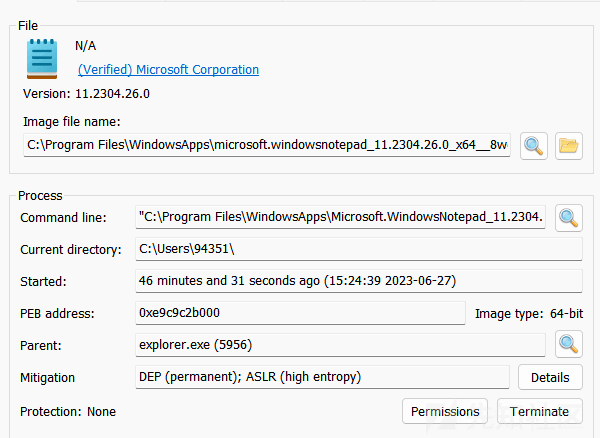 File
N/A
(Verified) Microsoft Corporation
Version: 11.2304.26.0
Image file name:
C:\Program Files\WindowsApps\microsoft.windowsnotepad_11.2304.26.0_x64__8we
Process
Command line: "C:\Program Files\WindowsApps\Microsoft.WindowsNotepad_11.2304.
Current directory: C:\Users\94351\
Started: 46 minutes and 31 seconds ago (15:24:39 2023-06-27)
PEB address: 0xe9c9c2b000 Image type: 64-bit
Parent: explorer.exe (5956)
Mitigation DEP (permanent); ASLR (high entropy) Details
Protection: None Permissions Terminate